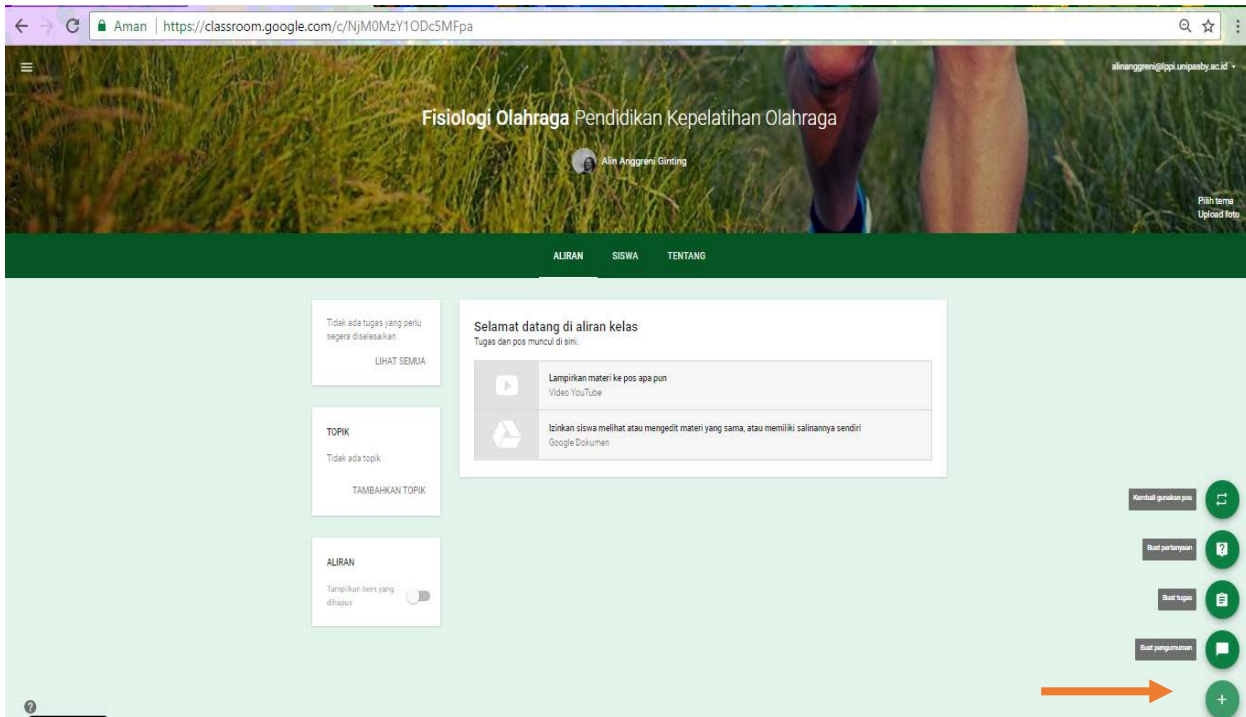 Aman | https://classroom.google.com/c/NjM0MzY1ODc5MFpa
alinanggreni@lppi.unipasby.ac.id
Fisiologi Olahraga Pendidikan Kepelatihan Olahraga
Alin Anggreni Ginting
Pilih tema
Upload foto
ALIRAN SISWA TENTANG
Tidak ada tugas yang perlu
segera diselesaikan
LIHAT SEMUA
Selamat datang di aliran kelas
Tugas dan pos muncul di sini.
Lampirkan materi ke pos apa pun
Video YouTube
Izinkan siswa melihat atau mengedit materi yang sama, atau memiliki salinannya sendiri
Google Dokumen
TOPIK
Tidak ada topik
TAMBAHKAN TOPIK
ALIRAN
Tampilkan item yang
dihapus
Kembali gunakan pos
Buat pertanyaan
Buat tugas
Buat pengumuman